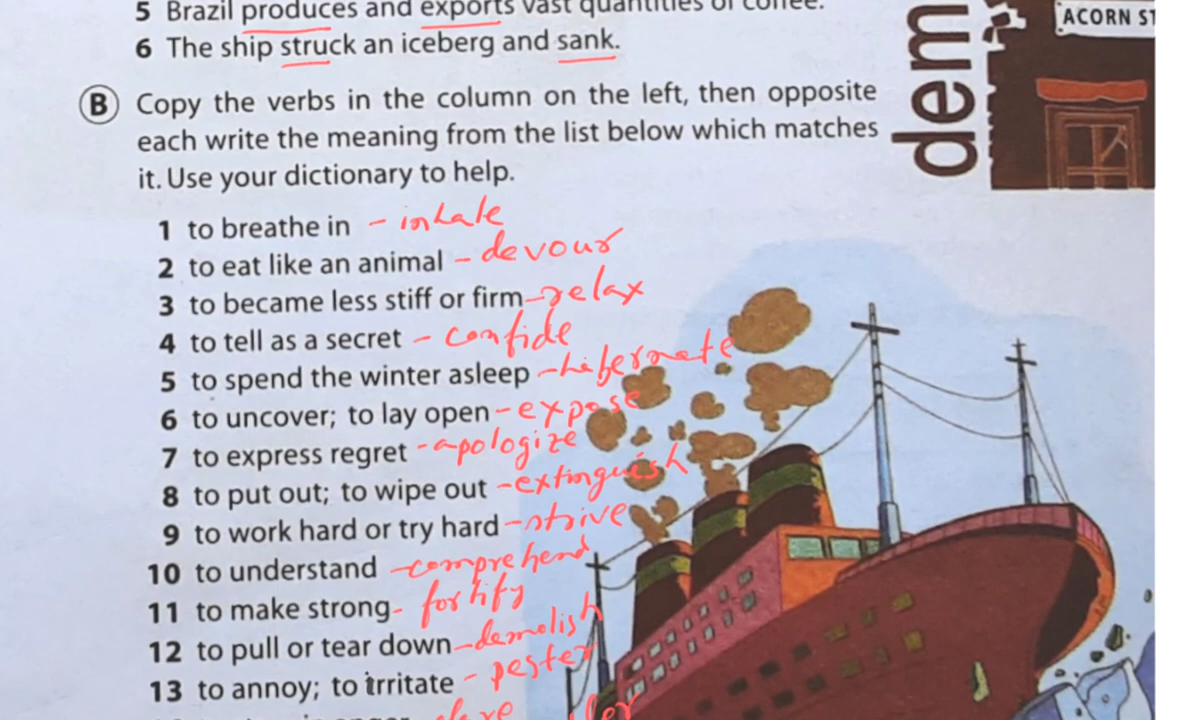 5 Brazil produces and exports vast quantities of coffee.
6 The ship struck an iceberg and sank.
dem
ACORN ST
B Copy the verbs in the column on the left, then opposite
each write the meaning from the list below which matches
it. Use your dictionary to help.
1 to breathe in - inhale
2 to eat like an animal - devour
3 to became less stiff or firm - relax
4 to tell as a secret - confide
5 to spend the winter asleep - hibernate
6 to uncover; to lay open - expose
7 to express regret - apologize
8 to put out; to wipe out - extinguish
9 to work hard or try hard - strive
10 to understand - comprehend
11 to make strong - fortify
12 to pull or tear down - demolish
13 to annoy; to irritate - pester